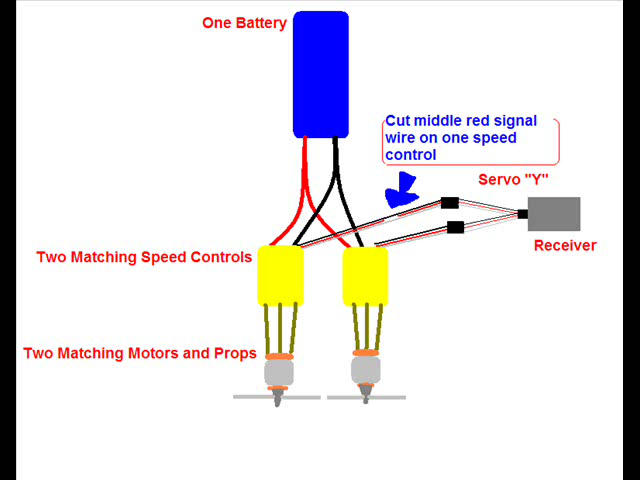 One Battery
Cut middle red signal
wire on one speed
control
Servo "Y"
Receiver
Two Matching Speed Controls
Two Matching Motors and Props